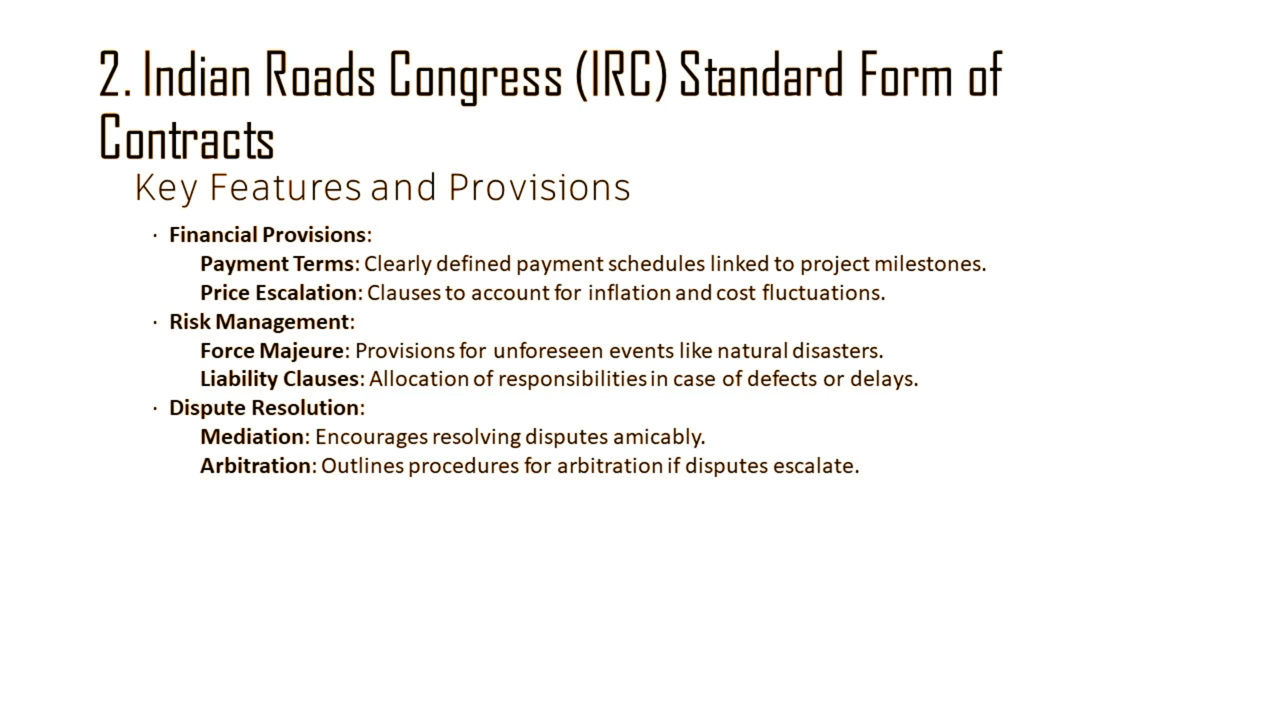 2. Indian Roads Congress (IRC) Standard Form of
Contracts
Key Features and Provisions
· Financial Provisions:
Payment Terms: Clearly defined payment schedules linked to project milestones.
Price Escalation: Clauses to account for inflation and cost fluctuations.
· Risk Management:
Force Majeure: Provisions for unforeseen events like natural disasters.
Liability Clauses: Allocation of responsibilities in case of defects or delays.
· Dispute Resolution:
Mediation: Encourages resolving disputes amicably.
Arbitration: Outlines procedures for arbitration if disputes escalate.